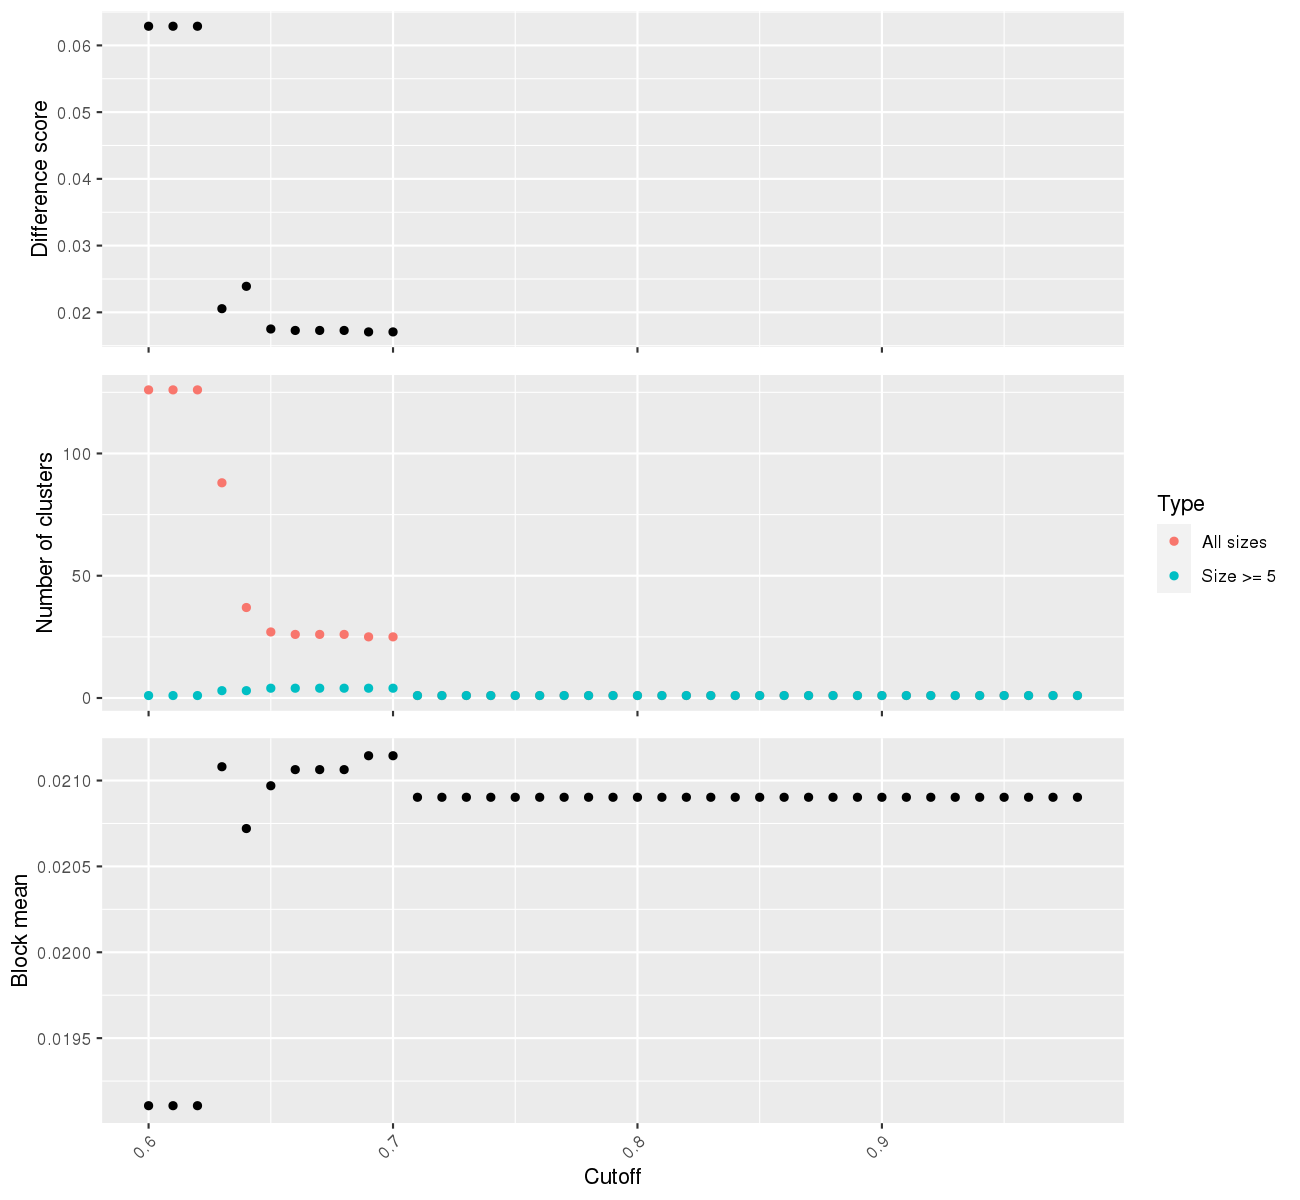 Difference score
0.06
0.05
0.04
0.03
0.02
Number of clusters
100
50
0
Type
All sizes
Size >= 5
Block mean
0.0210
0.0205
0.0200
0.0195
0.6
0.7
0.8
0.9
Cutoff